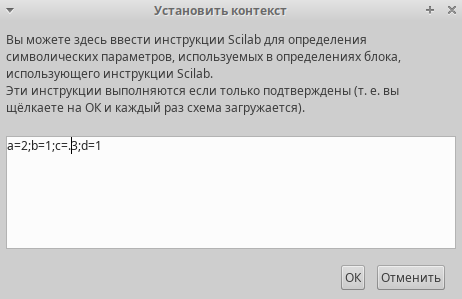 Установить контекст
Вы можете здесь ввести инструкции Scilab для определения
символических параметров, используемых в определениях блока,
использующего инструкции Scilab.
Эти инструкции выполняются если только подтверждены (т. е. вы
щёлкаете на ОК и каждый раз схема загружается).
a=2;b=1;c=.3;d=1
ОК
Отменить